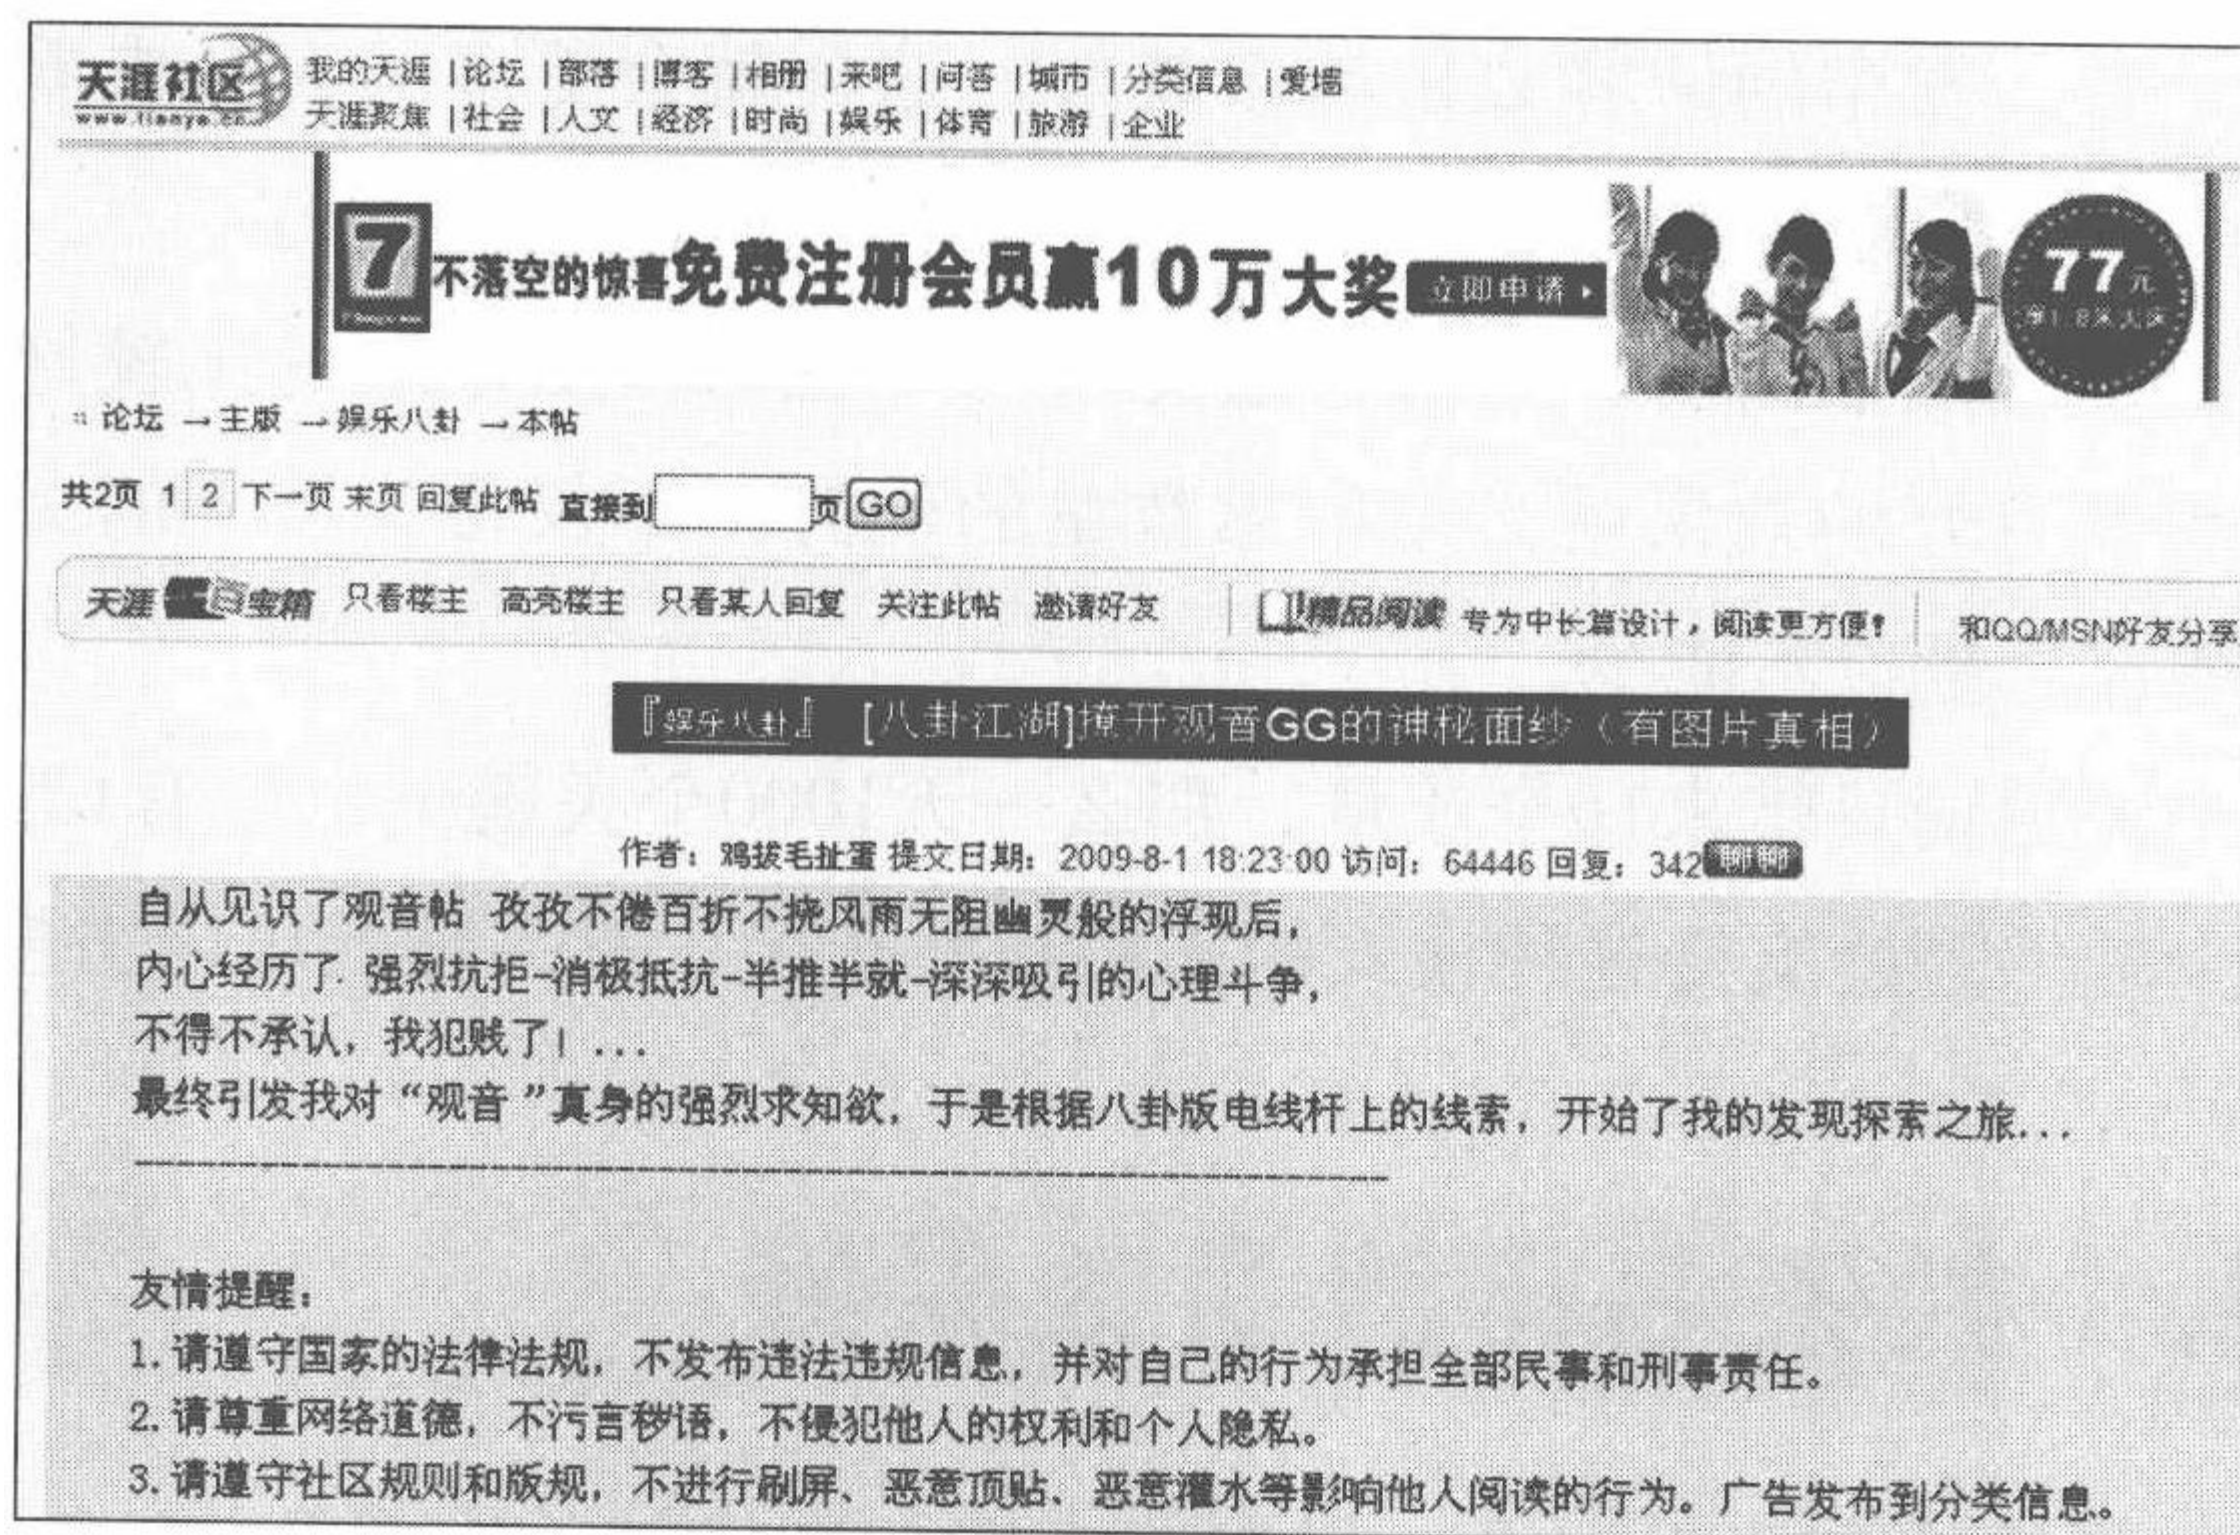 天涯社区 我的天涯 | 论坛 | 部落 | 博客 | 相册 | 来吧 | 问答 | 城市 | 分类信息 | 爱墙
www.tianya.cn 天涯聚焦 | 社会 | 人文 | 经济 | 时尚 | 娱乐 | 体育 | 旅游 | 企业
7 不落空的惊喜 免费注册会员赢10万大奖 立即申请 77元
论坛 →主版 →娱乐八卦 →本帖
共2页 1 2 下一页 末页 回复此帖 直接到 页 GO
天涯 百宝箱 只看楼主 高亮楼主 只看某人回复 关注此帖 邀请好友 精品阅读 专为中长篇设计，阅读更方便! 和QQ/MSN好友分享
『娱乐八卦』 [八卦江湖]撩开观音GG的神秘面纱（有图片真相）
作者：鸡拔毛扯蛋 提交日期：2009-8-1 18:23:00 访问：64446 回复：342 聊聊
自从见识了观音帖 孜孜不倦百折不挠风雨无阻幽灵般的浮现后，
内心经历了 强烈抗拒-消极抵抗-半推半就-深深吸引的心理斗争，
不得不承认，我犯贱了！...
最终引发我对“观音”真身的强烈求知欲，于是根据八卦版电线杆上的线索，开始了我的发现探索之旅...
友情提醒：
1. 请遵守国家的法律法规，不发布违法违规信息，并对自己的行为承担全部民事和刑事责任。
2. 请尊重网络道德，不污言秽语，不侵犯他人的权利和个人隐私。
3. 请遵守社区规则和版规，不进行刷屏、恶意顶贴、恶意灌水等影响他人阅读的行为。广告发布到分类信息。